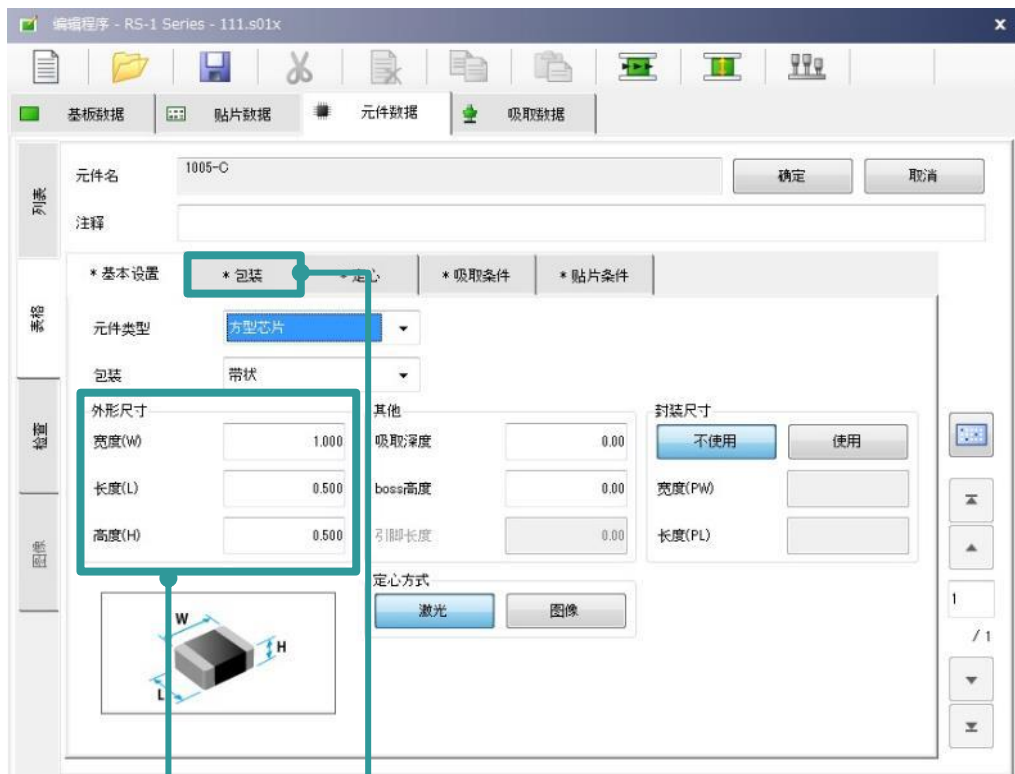 编辑程序 - RS-1 Series - 111.s01x
x
基板数据 贴片数据 元件数据 吸取数据
列表
表格
检查
图像
元件名 1005-C 确定 取消
注释
* 基本设置 * 包装 * 定心 * 吸取条件 * 贴片条件
元件类型 方型芯片
包装 带状
外形尺寸 其他 封装尺寸
宽度(W) 1.000 吸取深度 0.00 不使用 使用
长度(L) 0.500 boss高度 0.00 宽度(PW)
高度(H) 0.500 引脚长度 0.00 长度(PL)
定心方式
激光 图像
W
H
L
1
/ 1